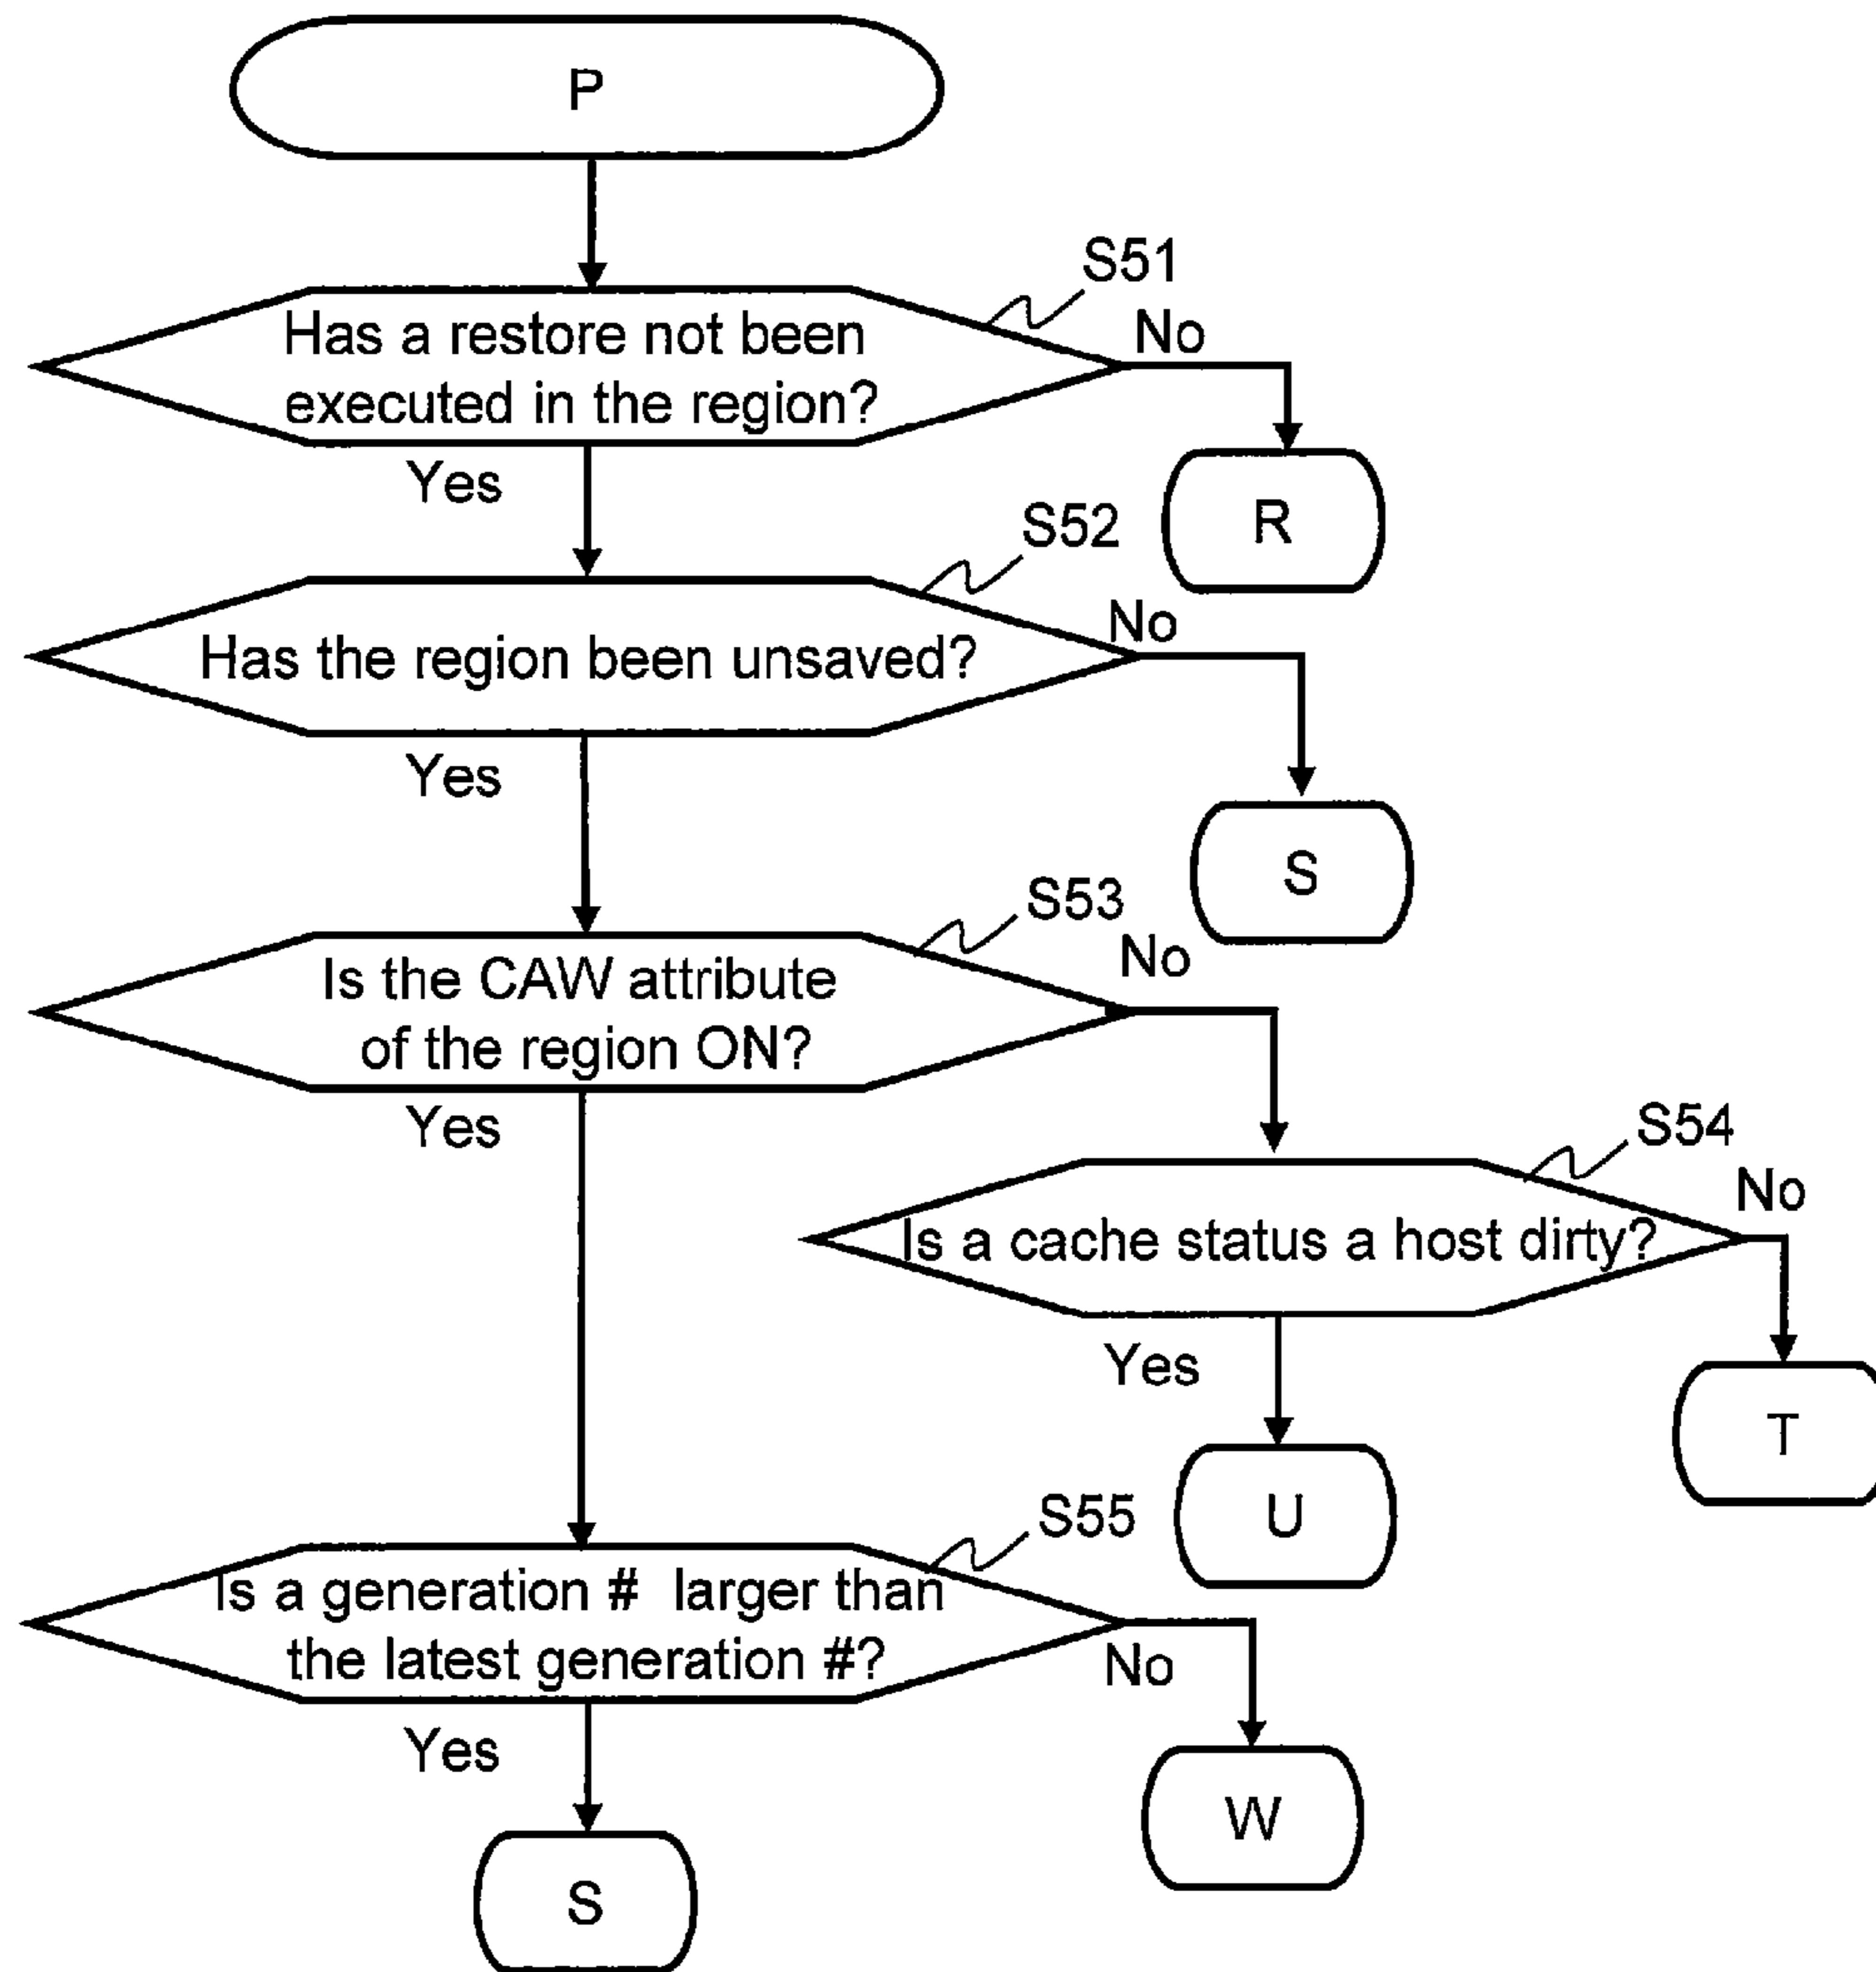 P
S51
Has a restore not been
executed in the region?
No
Yes
R
S52
Has the region been unsaved?
No
Yes
S
S53
Is the CAW attribute
of the region ON?
No
Yes
S54
Is a cache status a host dirty?
No
Yes
T
U
S55
Is a generation # larger than
the latest generation #?
No
Yes
W
S